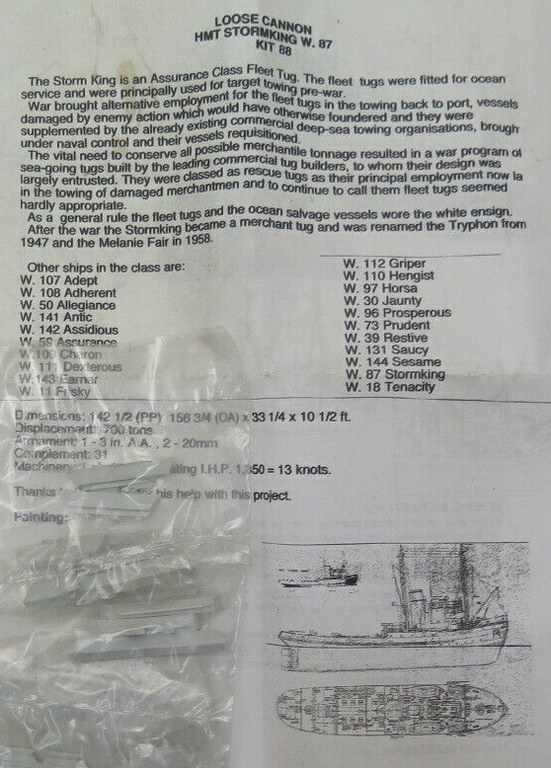 LOOSE CANNON
HMT STORMKING W. 87
KIT 88
The Storm King is an Assurance Class Fleet Tug. The fleet tugs were fitted for ocean
service and were principally used for target towing pre-war.
War brought alternative employment for the fleet tugs in the towing back to port, vessels
damaged by enemy action which would have otherwise foundered and they were
supplemented by the already existing commercial deep-sea towing organisations, brough
under naval control and their vessels requisitioned.
The vital need to conserve all possible merchantile tonnage resulted in a war program of
sea-going tugs built by the leading commercial tug builders, to whom their design was
largely entrusted. They were classed as rescue tugs as their principal employment now la
in the towing of damaged merchantmen and to continue to call them fleet tugs seemed
hardly appropriate.
As a general rule the fleet tugs and the ocean salvage vessels wore the white ensign.
After the war the Stormking became a merchant tug and was renamed the Tryphon from
1947 and the Melanie Fair in 1958.
Other ships in the class are:
W. 107 Adept
W. 108 Adherent
W. 50 Allegiance
W. 141 Antic
W. 142 Assidious
W. 59 Assurance
W. 109 Charon
W. 111 Dexterous
W. 143 Earner
W. 11 Frisky
W. 112 Griper
W. 110 Hengist
W. 97 Horsa
W. 30 Jaunty
W. 96 Prosperous
W. 73 Prudent
W. 39 Restive
W. 131 Saucy
W. 144 Sesame
W. 87 Stormking
W. 18 Tenacity
Dimensions: 142 1/2 (PP) 156 3/4 (OA) x 33 1/4 x 10 1/2 ft.
Displacement: 700 tons
Armament: 1 - 3 in. A.A. , 2 - 20mm
Complement: 31
Machinery ating I.H.P. 1,350 = 13 knots.
Thanks his help with this project.
Painting: